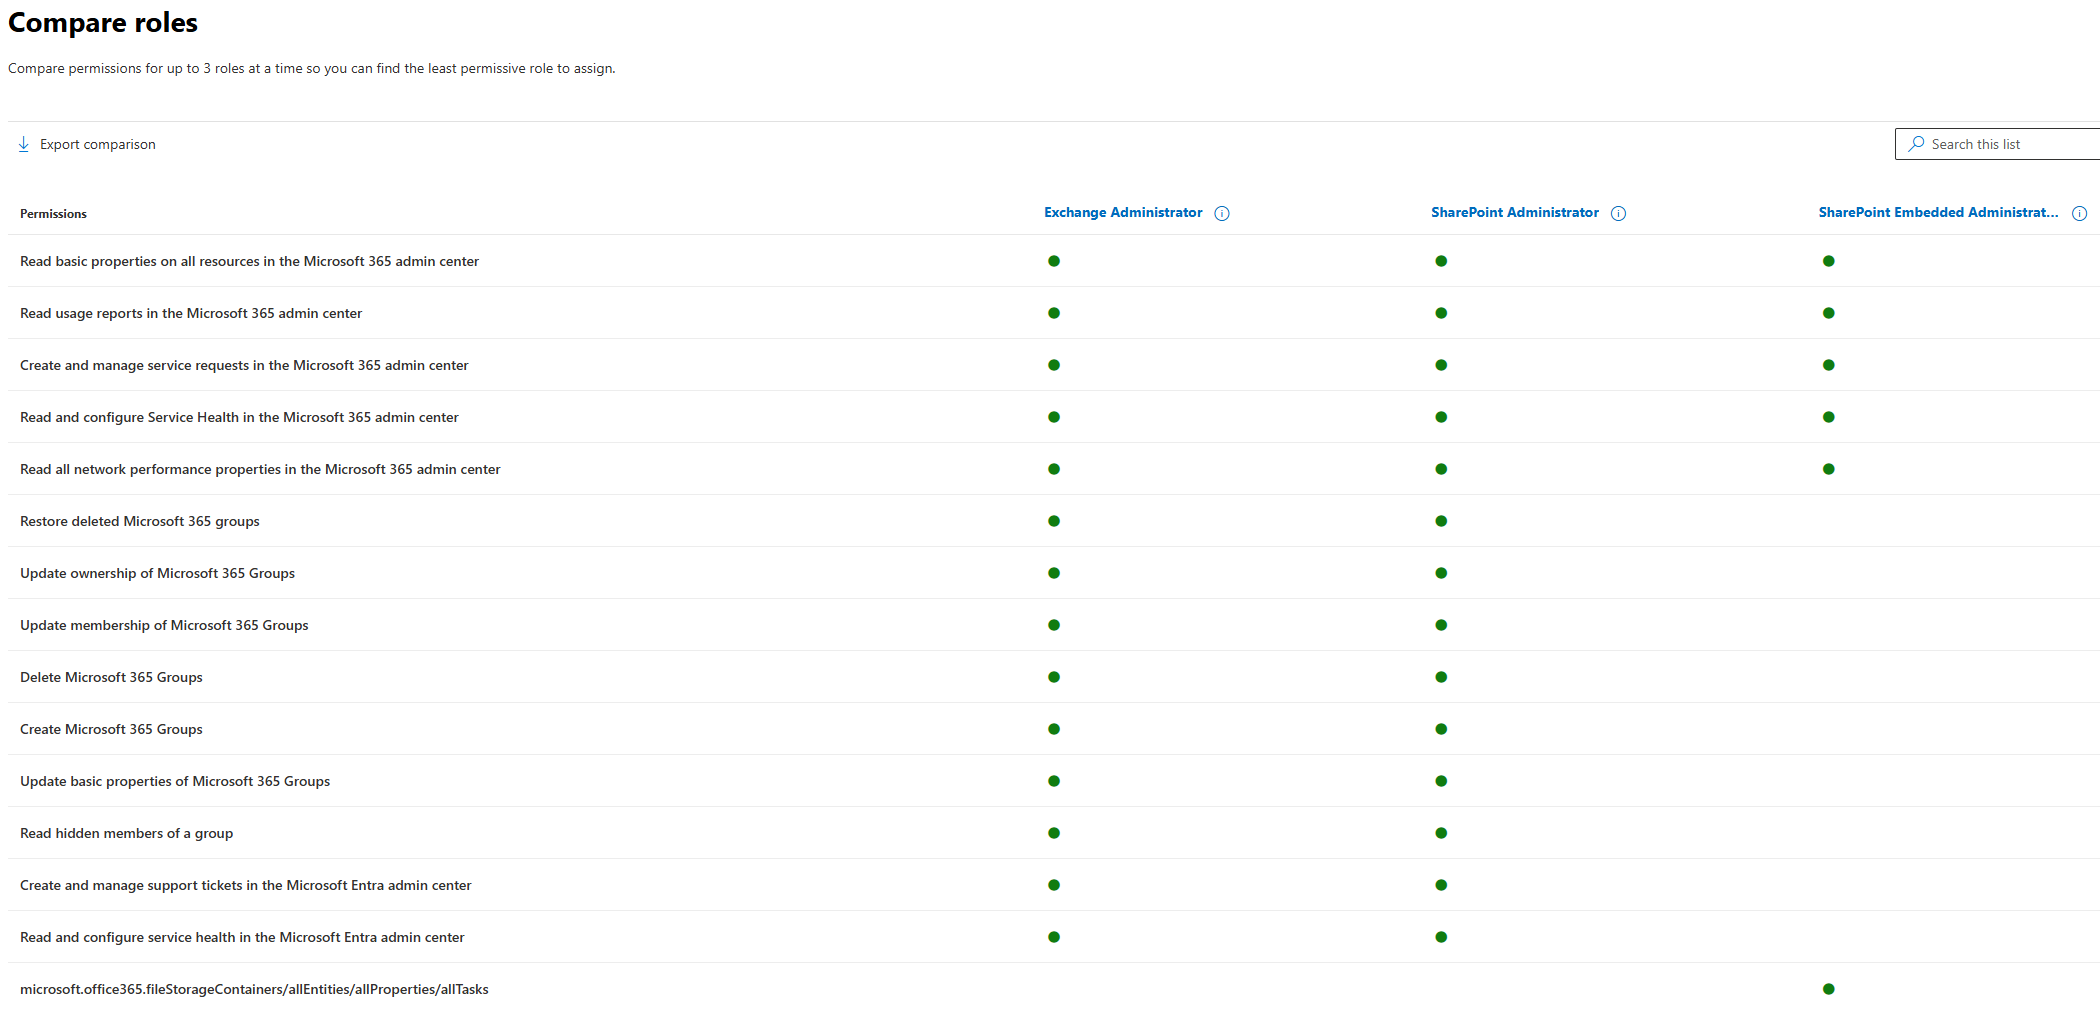 Compare roles
Compare permissions for up to 3 roles at a time so you can find the least permissive role to assign.
Export comparison
Search this list
Permissions
Exchange Administrator
SharePoint Administrator
SharePoint Embedded Administrat...
Read basic properties on all resources in the Microsoft 365 admin center
Read usage reports in the Microsoft 365 admin center
Create and manage service requests in the Microsoft 365 admin center
Read and configure Service Health in the Microsoft 365 admin center
Read all network performance properties in the Microsoft 365 admin center
Restore deleted Microsoft 365 groups
Update ownership of Microsoft 365 Groups
Update membership of Microsoft 365 Groups
Delete Microsoft 365 Groups
Create Microsoft 365 Groups
Update basic properties of Microsoft 365 Groups
Read hidden members of a group
Create and manage support tickets in the Microsoft Entra admin center
Read and configure service health in the Microsoft Entra admin center
microsoft.office365.fileStorageContainers/allEntities/allProperties/allTasks